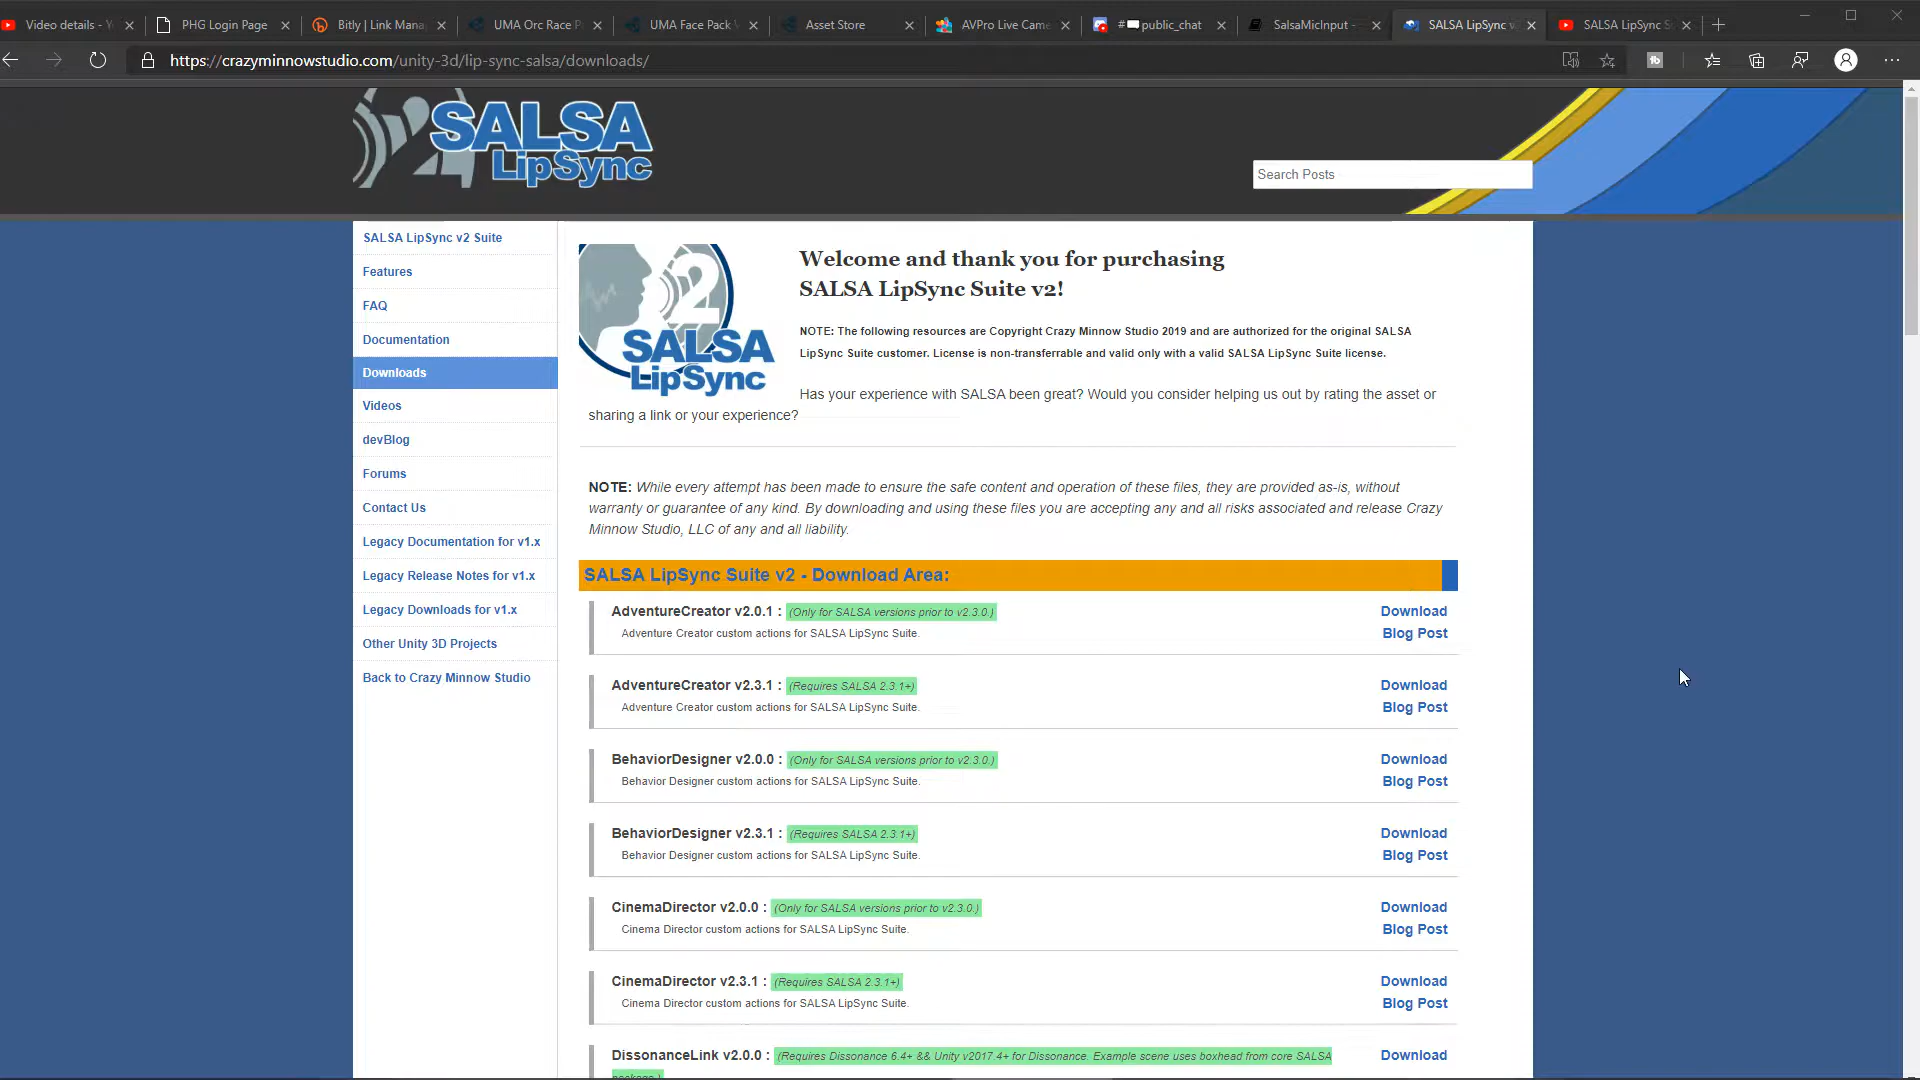 Video details - Y
PHG Login Page
Bitly | Link Mana
UMA Orc Race P
UMA Face Pack V
Asset Store
AVPro Live Came
#public_chat
SalsaMicInput -
SALSA LipSync v
SALSA LipSync S
https://crazyminnowstudio.com/unity-3d/lip-sync-salsa/downloads/
2 SALSA
LipSync
Search Posts
SALSA LipSync v2 Suite
Features
FAQ
Documentation
Downloads
Videos
devBlog
Forums
Contact Us
Legacy Documentation for v1.x
Legacy Release Notes for v1.x
Legacy Downloads for v1.x
Other Unity 3D Projects
Back to Crazy Minnow Studio
2
SALSA
LipSync
Welcome and thank you for purchasing
SALSA LipSync Suite v2!
NOTE: The following resources are Copyright Crazy Minnow Studio 2019 and are authorized for the original SALSA
LipSync Suite customer. License is non-transferrable and valid only with a valid SALSA LipSync Suite license.
Has your experience with SALSA been great? Would you consider helping us out by rating the asset or
sharing a link or your experience?
NOTE: While every attempt has been made to ensure the safe content and operation of these files, they are provided as-is, without
warranty or guarantee of any kind. By downloading and using these files you are accepting any and all risks associated and release Crazy
Minnow Studio, LLC of any and all liability.
SALSA LipSync Suite v2 - Download Area:
AdventureCreator v2.0.1 : (Only for SALSA versions prior to v2.3.0.) Download
Adventure Creator custom actions for SALSA LipSync Suite. Blog Post
AdventureCreator v2.3.1 : (Requires SALSA 2.3.1+) Download
Adventure Creator custom actions for SALSA LipSync Suite. Blog Post
BehaviorDesigner v2.0.0 : (Only for SALSA versions prior to v2.3.0.) Download
Behavior Designer custom actions for SALSA LipSync Suite. Blog Post
BehaviorDesigner v2.3.1 : (Requires SALSA 2.3.1+) Download
Behavior Designer custom actions for SALSA LipSync Suite. Blog Post
CinemaDirector v2.0.0 : (Only for SALSA versions prior to v2.3.0.) Download
Cinema Director custom actions for SALSA LipSync Suite. Blog Post
CinemaDirector v2.3.1 : (Requires SALSA 2.3.1+) Download
Cinema Director custom actions for SALSA LipSync Suite. Blog Post
DissonanceLink v2.0.0 : (Requires Dissonance 6.4+ && Unity v2017.4+ for Dissonance. Example scene uses boxhead from core SALSA Download